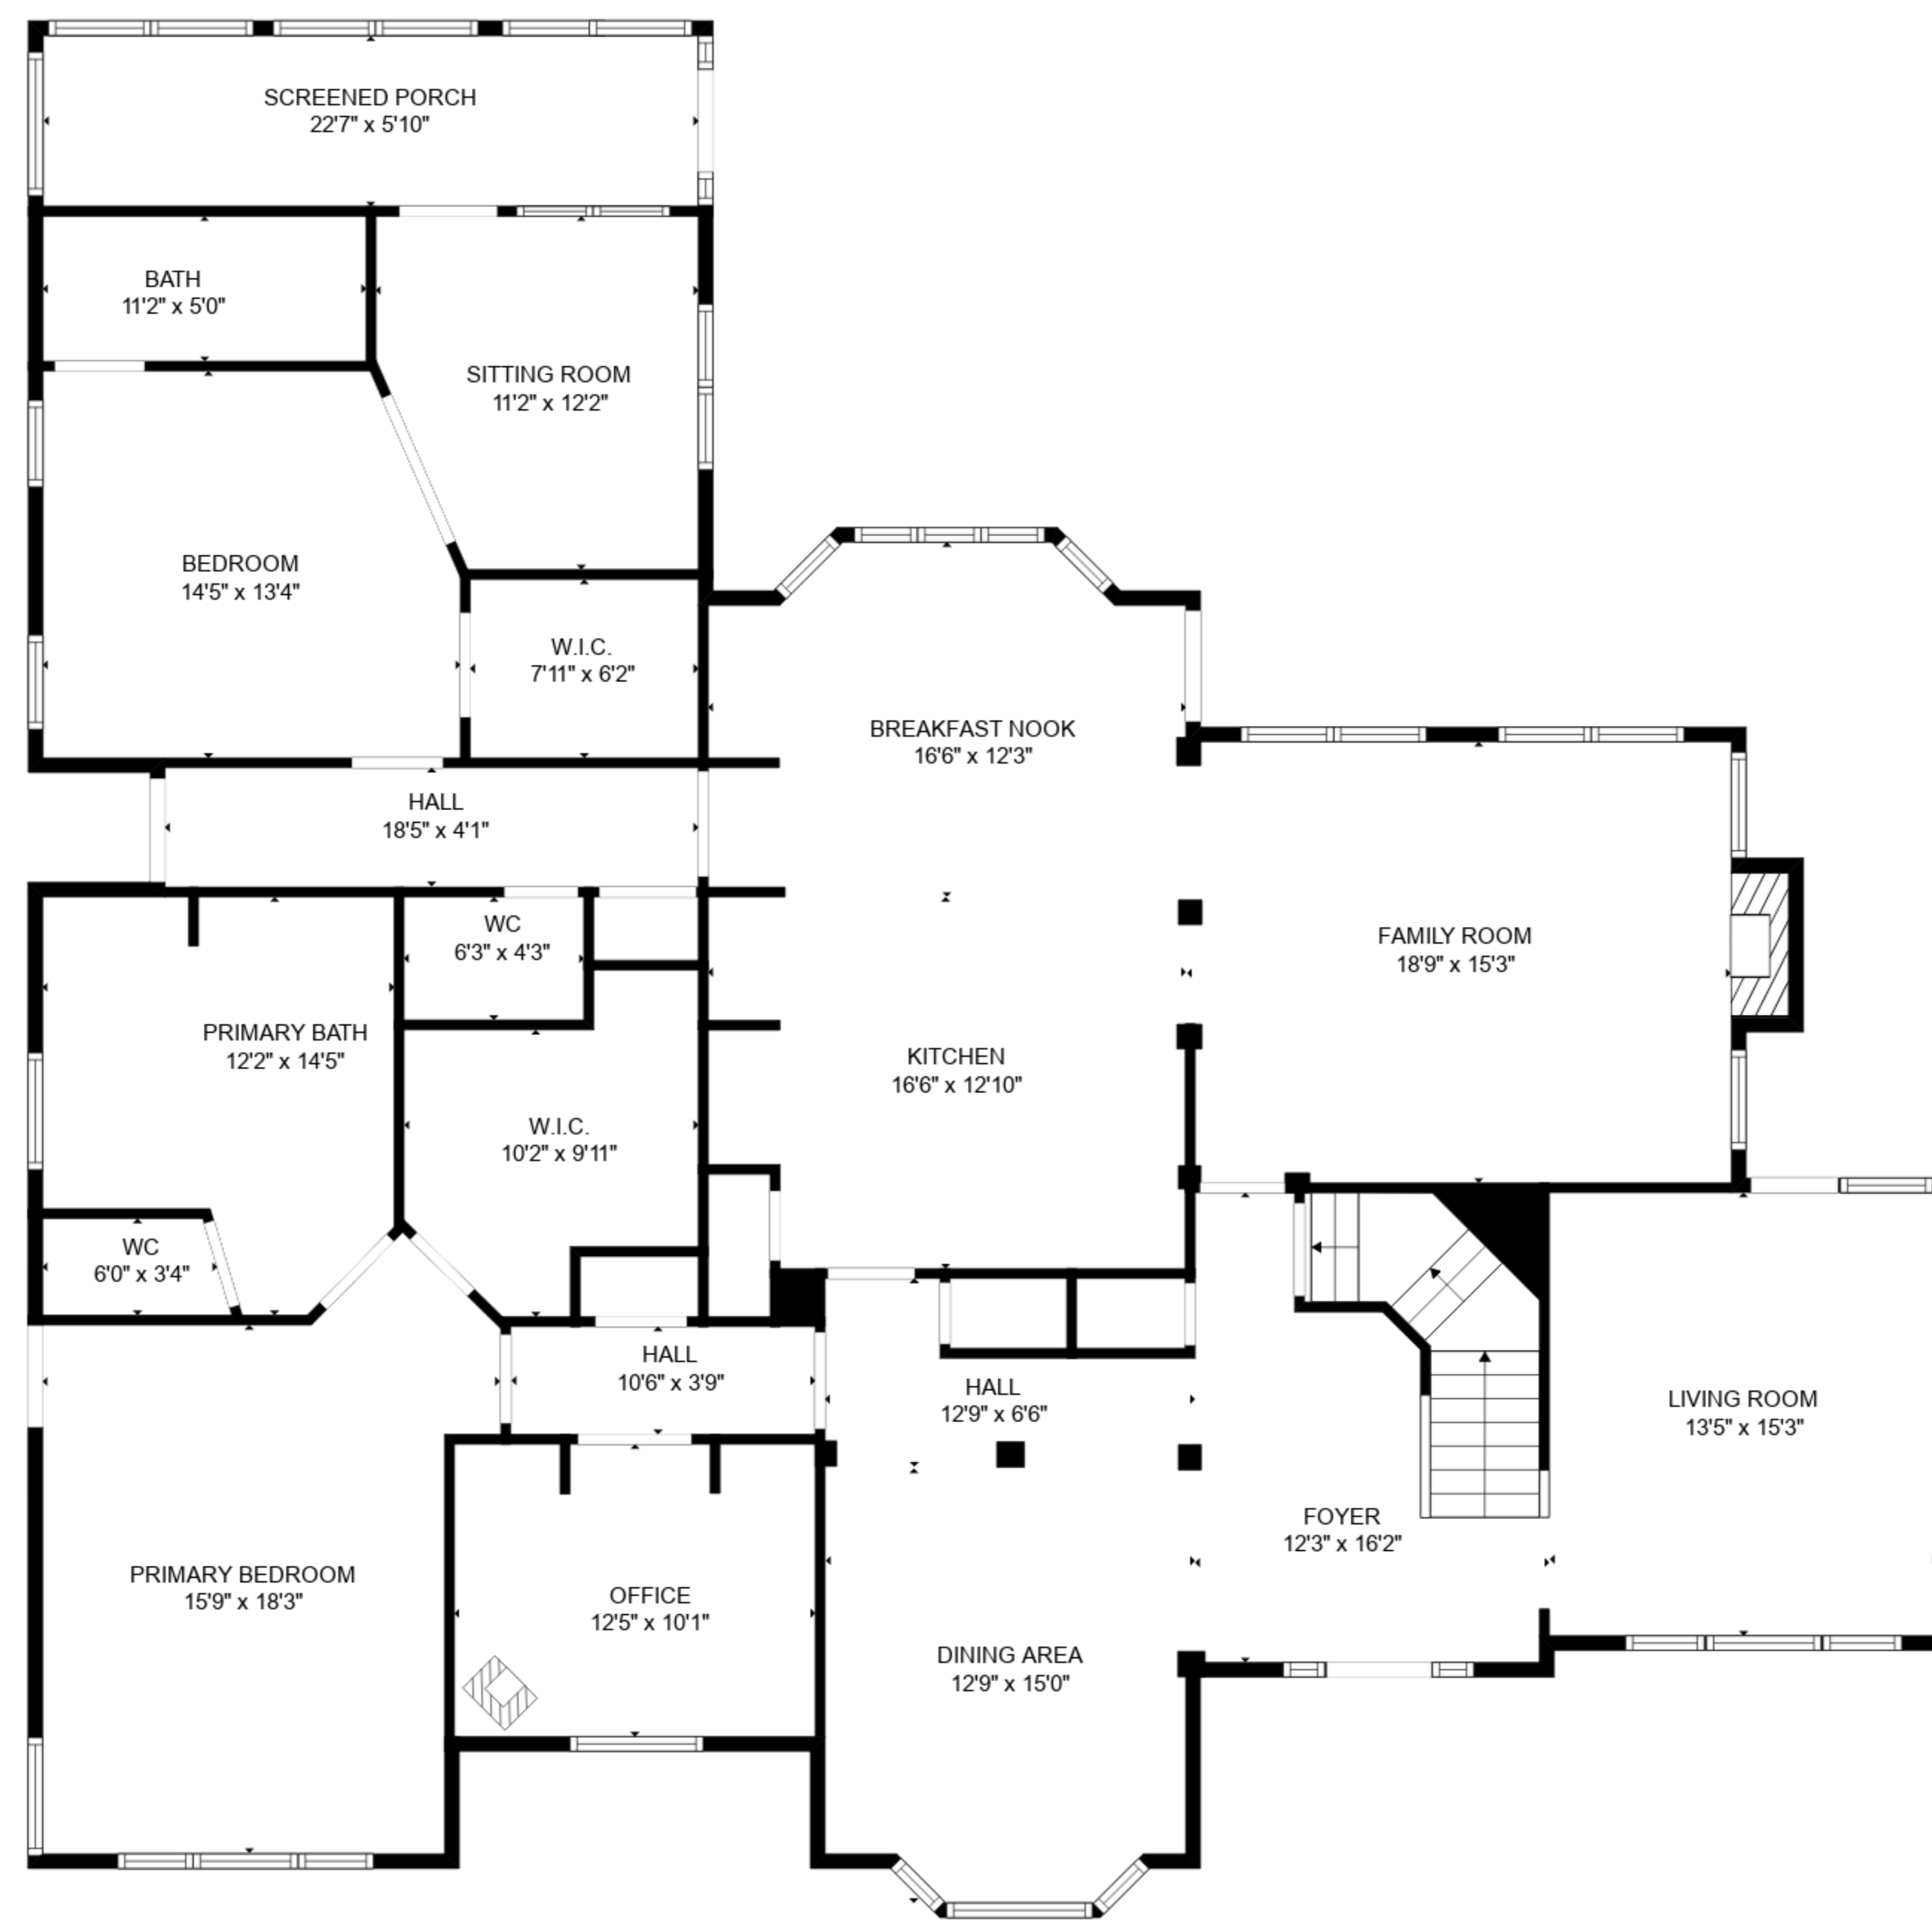 SCREENED PORCH
22'7" x 5'10"
BATH
11'2" x 5'0"
SITTING ROOM
11'2" x 12'2"
BEDROOM
14'5" x 13'4"
W.I.C.
7'11" x 6'2"
BREAKFAST NOOK
16'6" x 12'3"
HALL
18'5" x 4'1"
WC
6'3" x 4'3"
FAMILY ROOM
18'9" x 15'3"
PRIMARY BATH
12'2" x 14'5"
KITCHEN
16'6" x 12'10"
W.I.C.
10'2" x 9'11"
WC
6'0" x 3'4"
HALL
10'6" x 3'9"
HALL
12'9" x 6'6"
LIVING ROOM
13'5" x 15'3"
FOYER
12'3" x 16'2"
PRIMARY BEDROOM
15'9" x 18'3"
OFFICE
12'5" x 10'1"
DINING AREA
12'9" x 15'0"